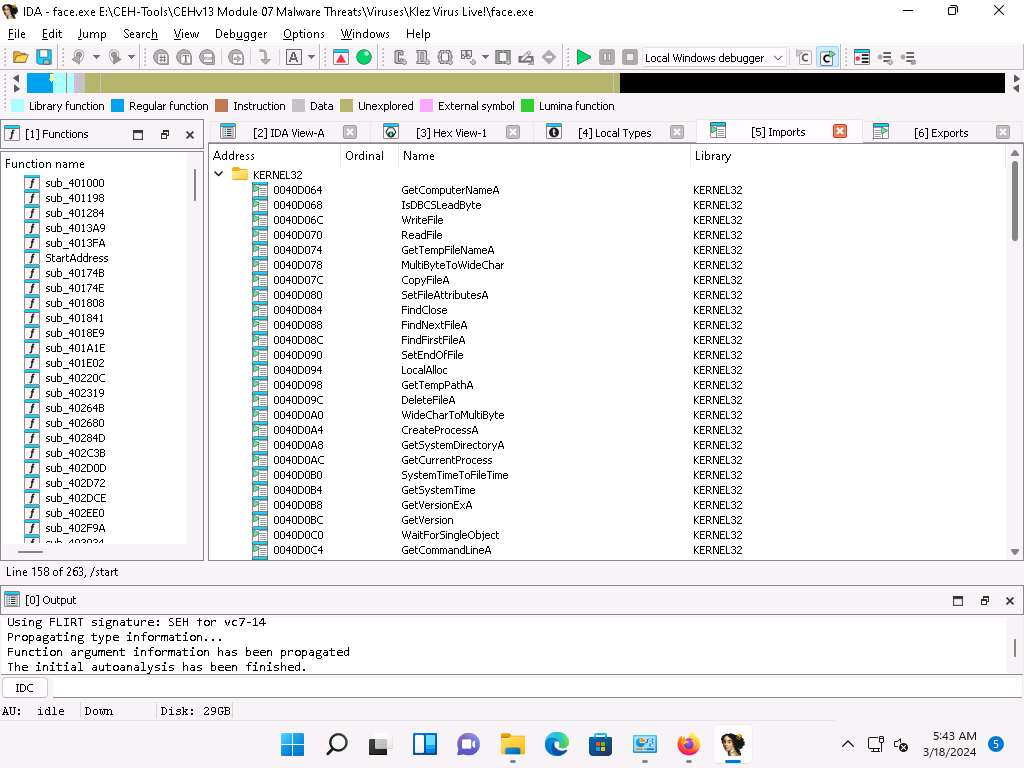 IDA - face.exe E:\CEH-Tools\CEHv13 Module 07 Malware Threats\Viruses\Klez Virus Live!\face.exe
File Edit Jump Search View Debugger Options Windows Help
Local Windows debugger
Library function Regular function Instruction Data Unexplored External symbol Lumina function
[1] Functions
[2] IDA View-A [3] Hex View-1 [4] Local Types [5] Imports [6] Exports
Function name
sub_401000
sub_401198
sub_401284
sub_4013A9
sub_4013FA
StartAddress
sub_40174B
sub_40174E
sub_401808
sub_401841
sub_4018E9
sub_401A1E
sub_401E02
sub_40220C
sub_402319
sub_40264B
sub_402680
sub_40284D
sub_402C3B
sub_402D0D
sub_402D72
sub_402DCE
sub_402EE0
sub_402F9A
Line 158 of 263, /start
Address Ordinal Name Library
KERNEL32
0040D064 GetComputerNameA KERNEL32
0040D068 IsDBCSLeadByte KERNEL32
0040D06C WriteFile KERNEL32
0040D070 ReadFile KERNEL32
0040D074 GetTempFileNameA KERNEL32
0040D078 MultiByteToWideChar KERNEL32
0040D07C CopyFileA KERNEL32
0040D080 SetFileAttributesA KERNEL32
0040D084 FindClose KERNEL32
0040D088 FindNextFileA KERNEL32
0040D08C FindFirstFileA KERNEL32
0040D090 SetEndOfFile KERNEL32
0040D094 LocalAlloc KERNEL32
0040D098 GetTempPathA KERNEL32
0040D09C DeleteFileA KERNEL32
0040D0A0 WideCharToMultiByte KERNEL32
0040D0A4 CreateProcessA KERNEL32
0040D0A8 GetSystemDirectoryA KERNEL32
0040D0AC GetCurrentProcess KERNEL32
0040D0B0 SystemTimeToFileTime KERNEL32
0040D0B4 GetSystemTime KERNEL32
0040D0B8 GetVersionExA KERNEL32
0040D0BC GetVersion KERNEL32
0040D0C0 WaitForSingleObject KERNEL32
0040D0C4 GetCommandLineA KERNEL32
[0] Output
Using FLIRT signature: SEH for vc7-14
Propagating type information...
Function argument information has been propagated
The initial autoanalysis has been finished.
IDC
AU: idle Down Disk: 29GB
5:43 AM
3/18/2024
5